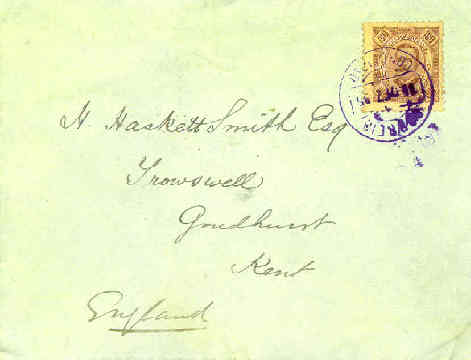 H. Haskett Smith Esq
Trowswell
Goudhurst
Kent
England